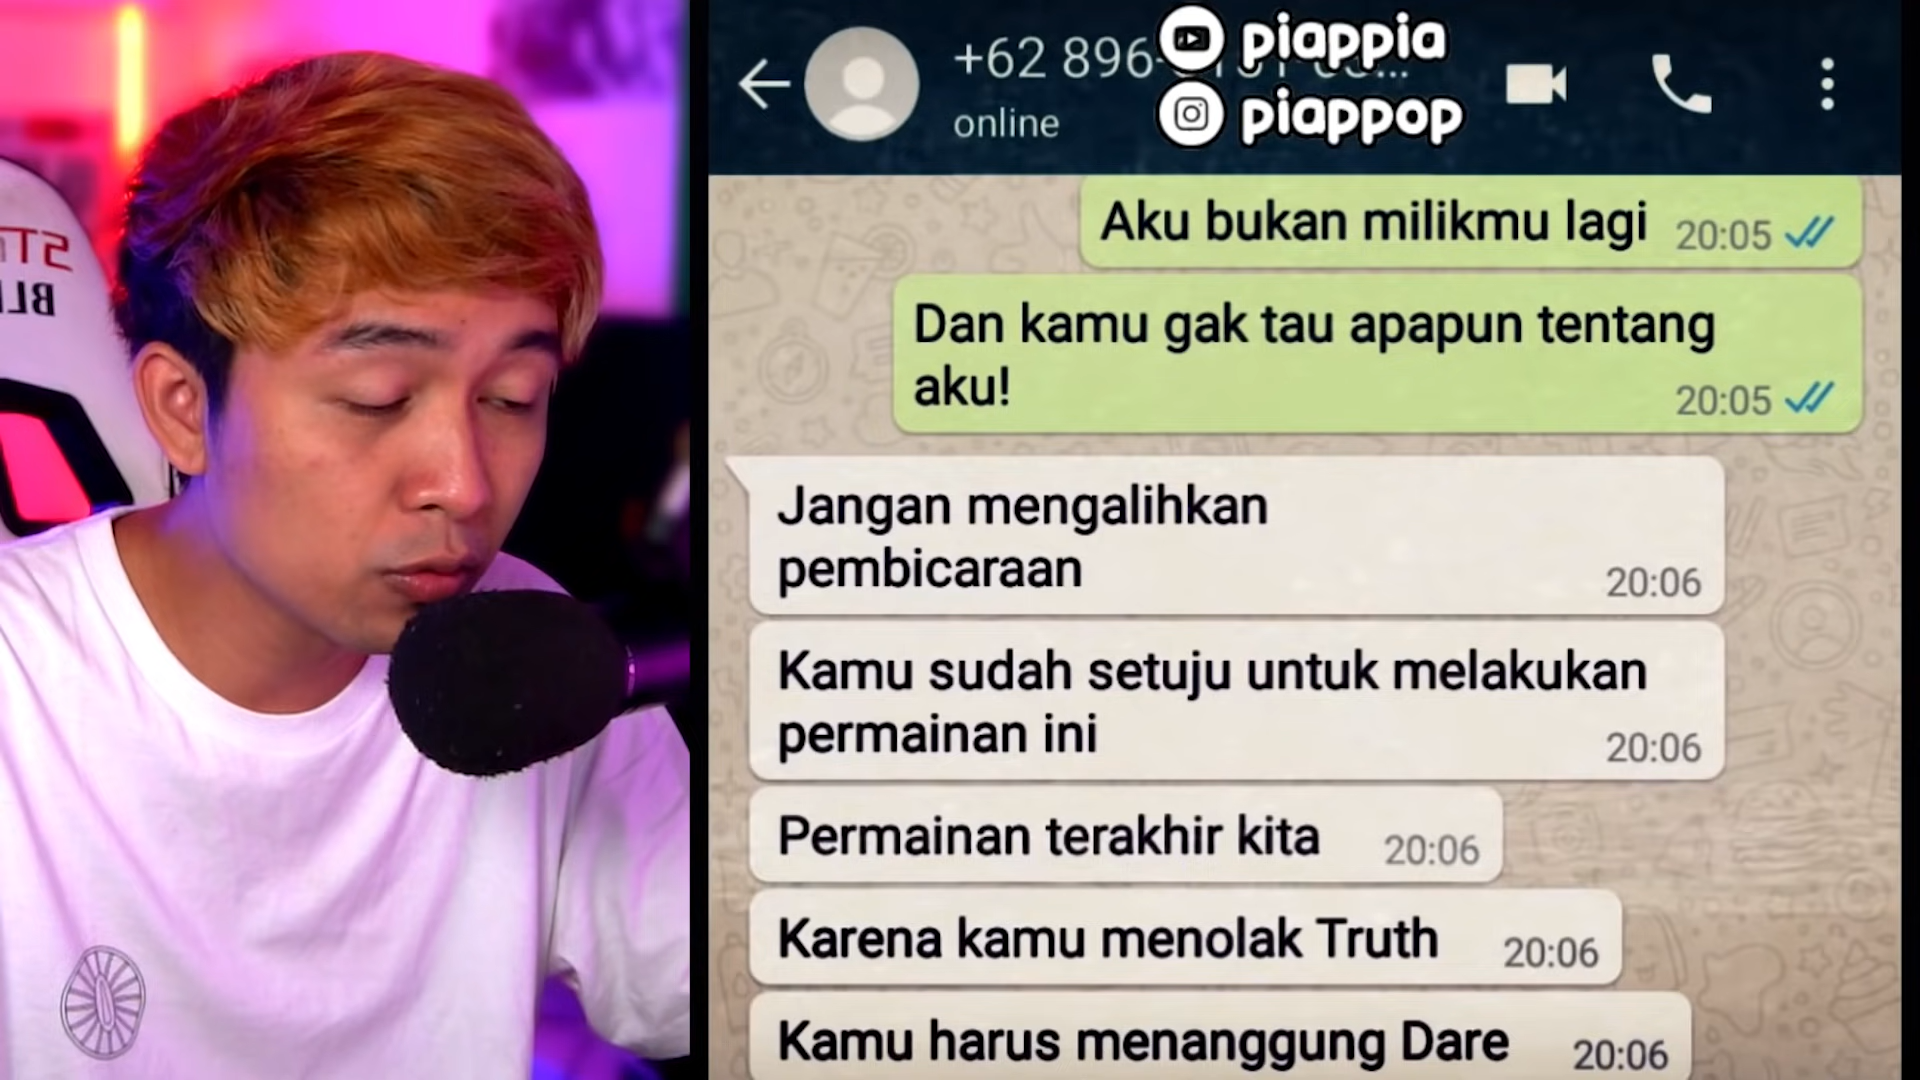 +62 896-
piappia
online
piappop
Aku bukan milikmu lagi 20:05
Dan kamu gak tau apapun tentang
aku! 20:05
Jangan mengalihkan
pembicaraan 20:06
Kamu sudah setuju untuk melakukan
permainan ini 20:06
Permainan terakhir kita 20:06
Karena kamu menolak Truth 20:06
Kamu harus menanggung Dare 20:06